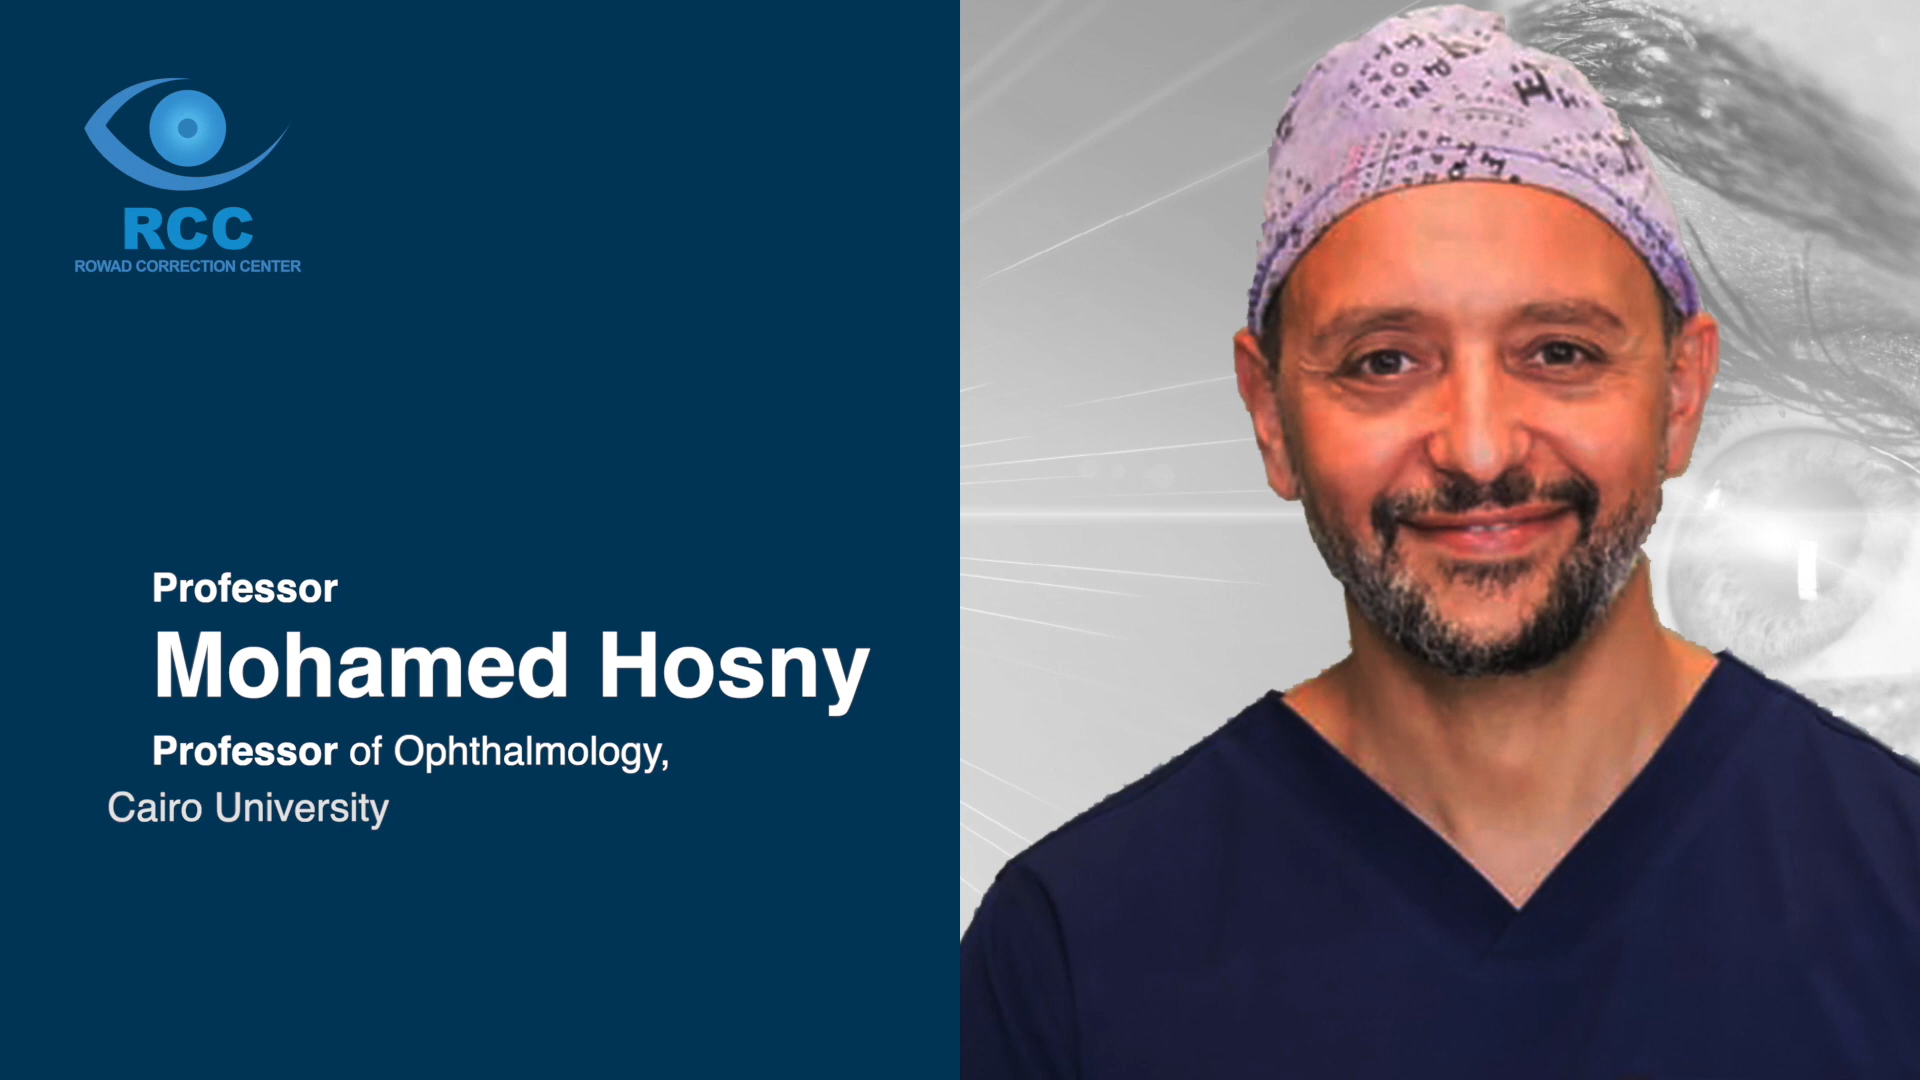 RCC
ROWAD CORRECTION CENTER
Professor
Mohamed Hosny
Professor of Ophthalmology,
Cairo University